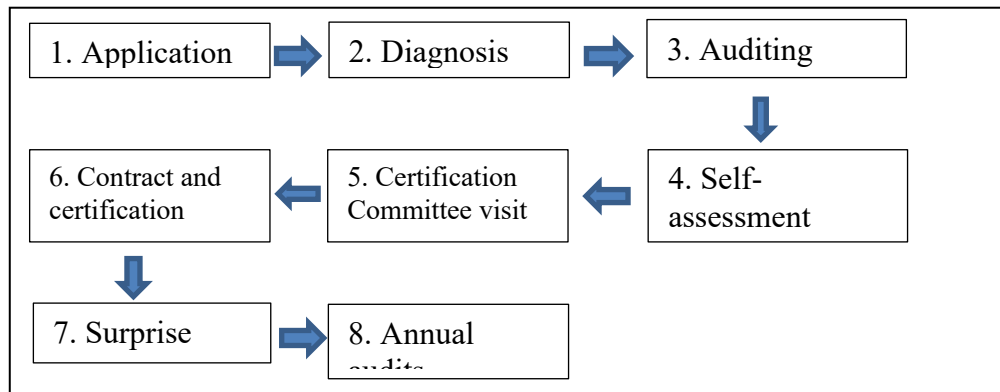 1. Application
2. Diagnosis
3. Auditing
4. Self-
assessment
5. Certification
Committee visit
6. Contract and
certification
7. Surprise
8. Annual
audits